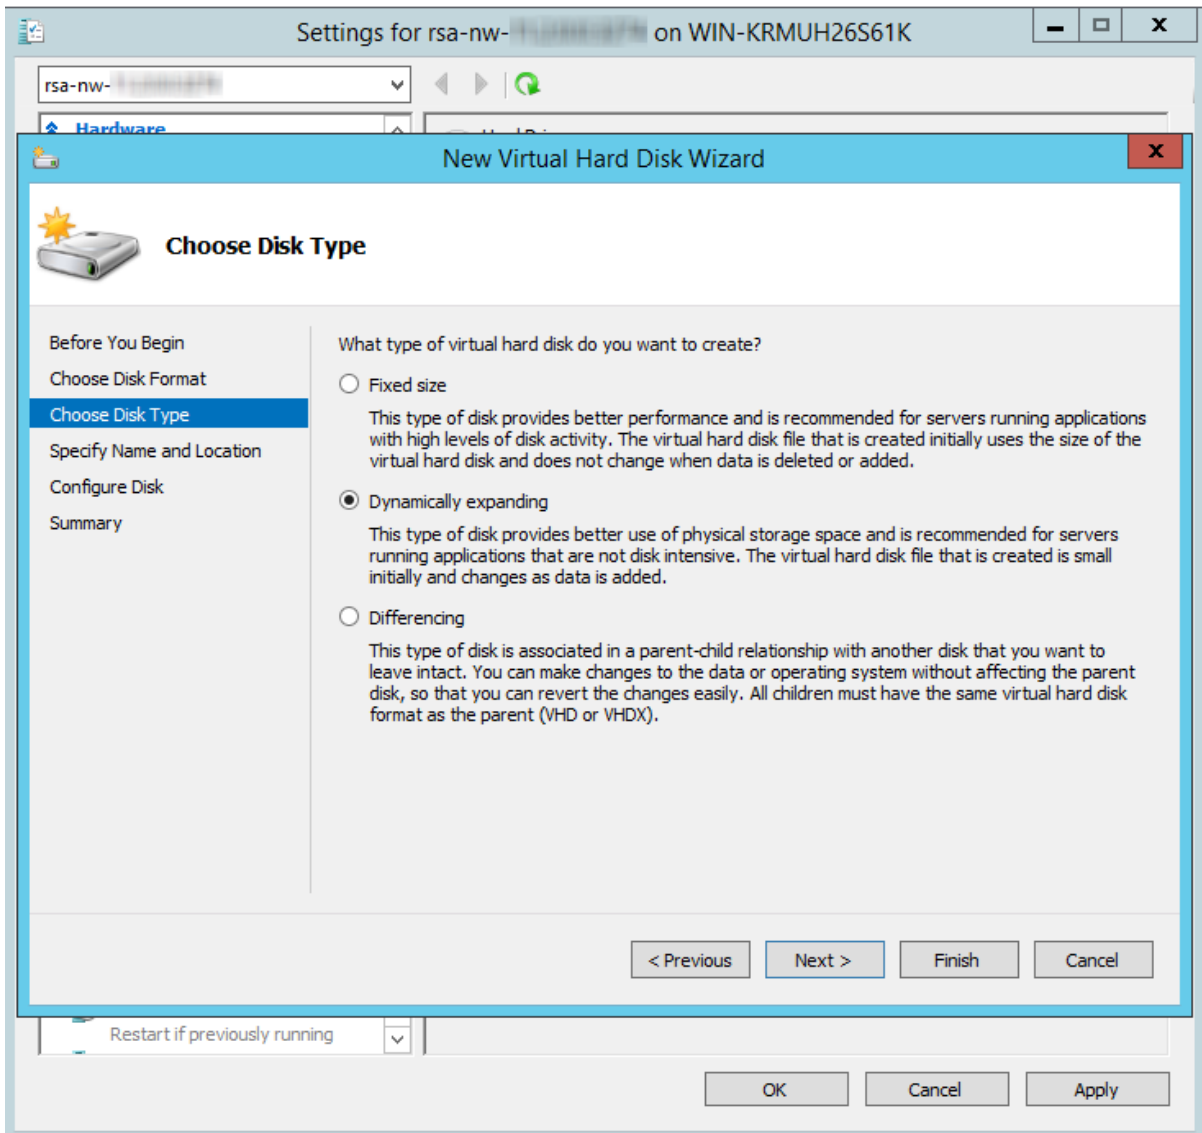 Settings for rsa-nw- on WIN-KRMUH26S61K
rsa-nw-
Hardware
New Virtual Hard Disk Wizard
Choose Disk Type
Before You Begin
Choose Disk Format
Choose Disk Type
Specify Name and Location
Configure Disk
Summary
What type of virtual hard disk do you want to create?
Fixed size
This type of disk provides better performance and is recommended for servers running applications
with high levels of disk activity. The virtual hard disk file that is created initially uses the size of the
virtual hard disk and does not change when data is deleted or added.
Dynamically expanding
This type of disk provides better use of physical storage space and is recommended for servers
running applications that are not disk intensive. The virtual hard disk file that is created is small
initially and changes as data is added.
Differencing
This type of disk is associated in a parent-child relationship with another disk that you want to
leave intact. You can make changes to the data or operating system without affecting the parent
disk, so that you can revert the changes easily. All children must have the same virtual hard disk
format as the parent (VHD or VHDX).
< Previous
Next >
Finish
Cancel
Restart if previously running
OK
Cancel
Apply